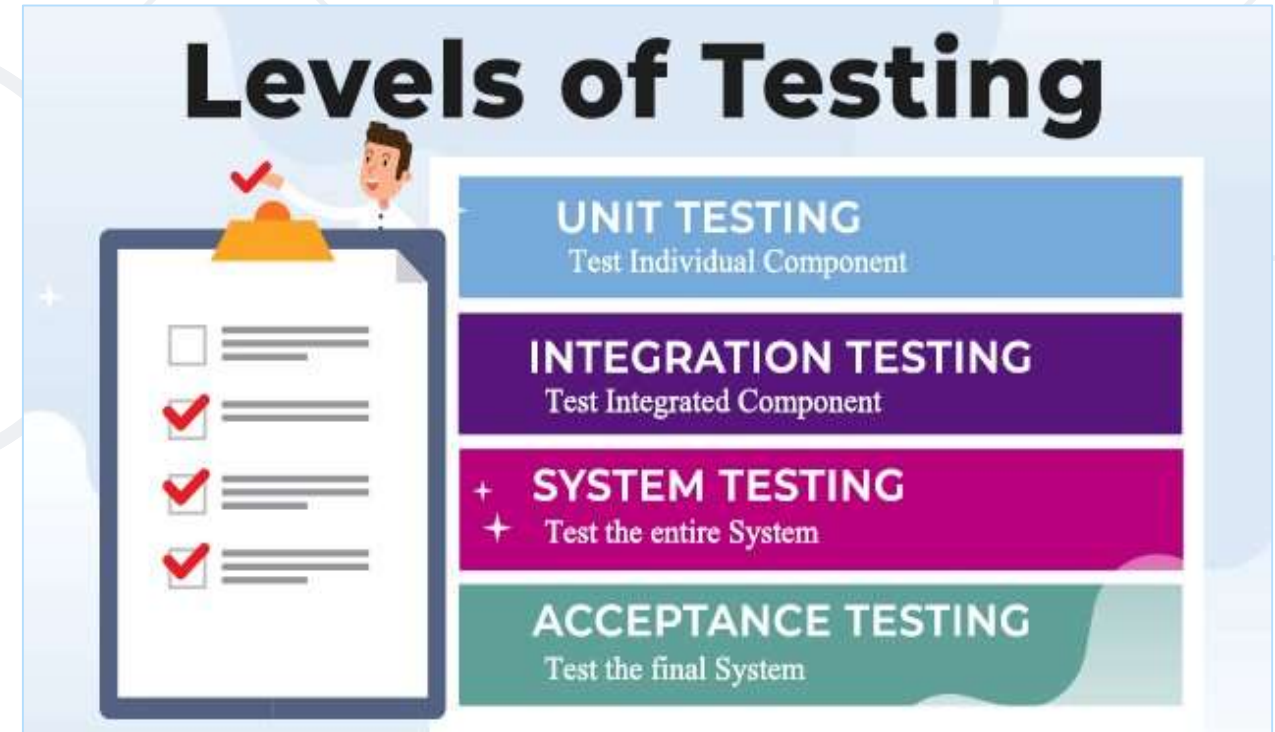 Levels of Testing
UNIT TESTING
Test Individual Component
INTEGRATION TESTING
Test Integrated Component
SYSTEM TESTING
Test the entire System
ACCEPTANCE TESTING
Test the final System